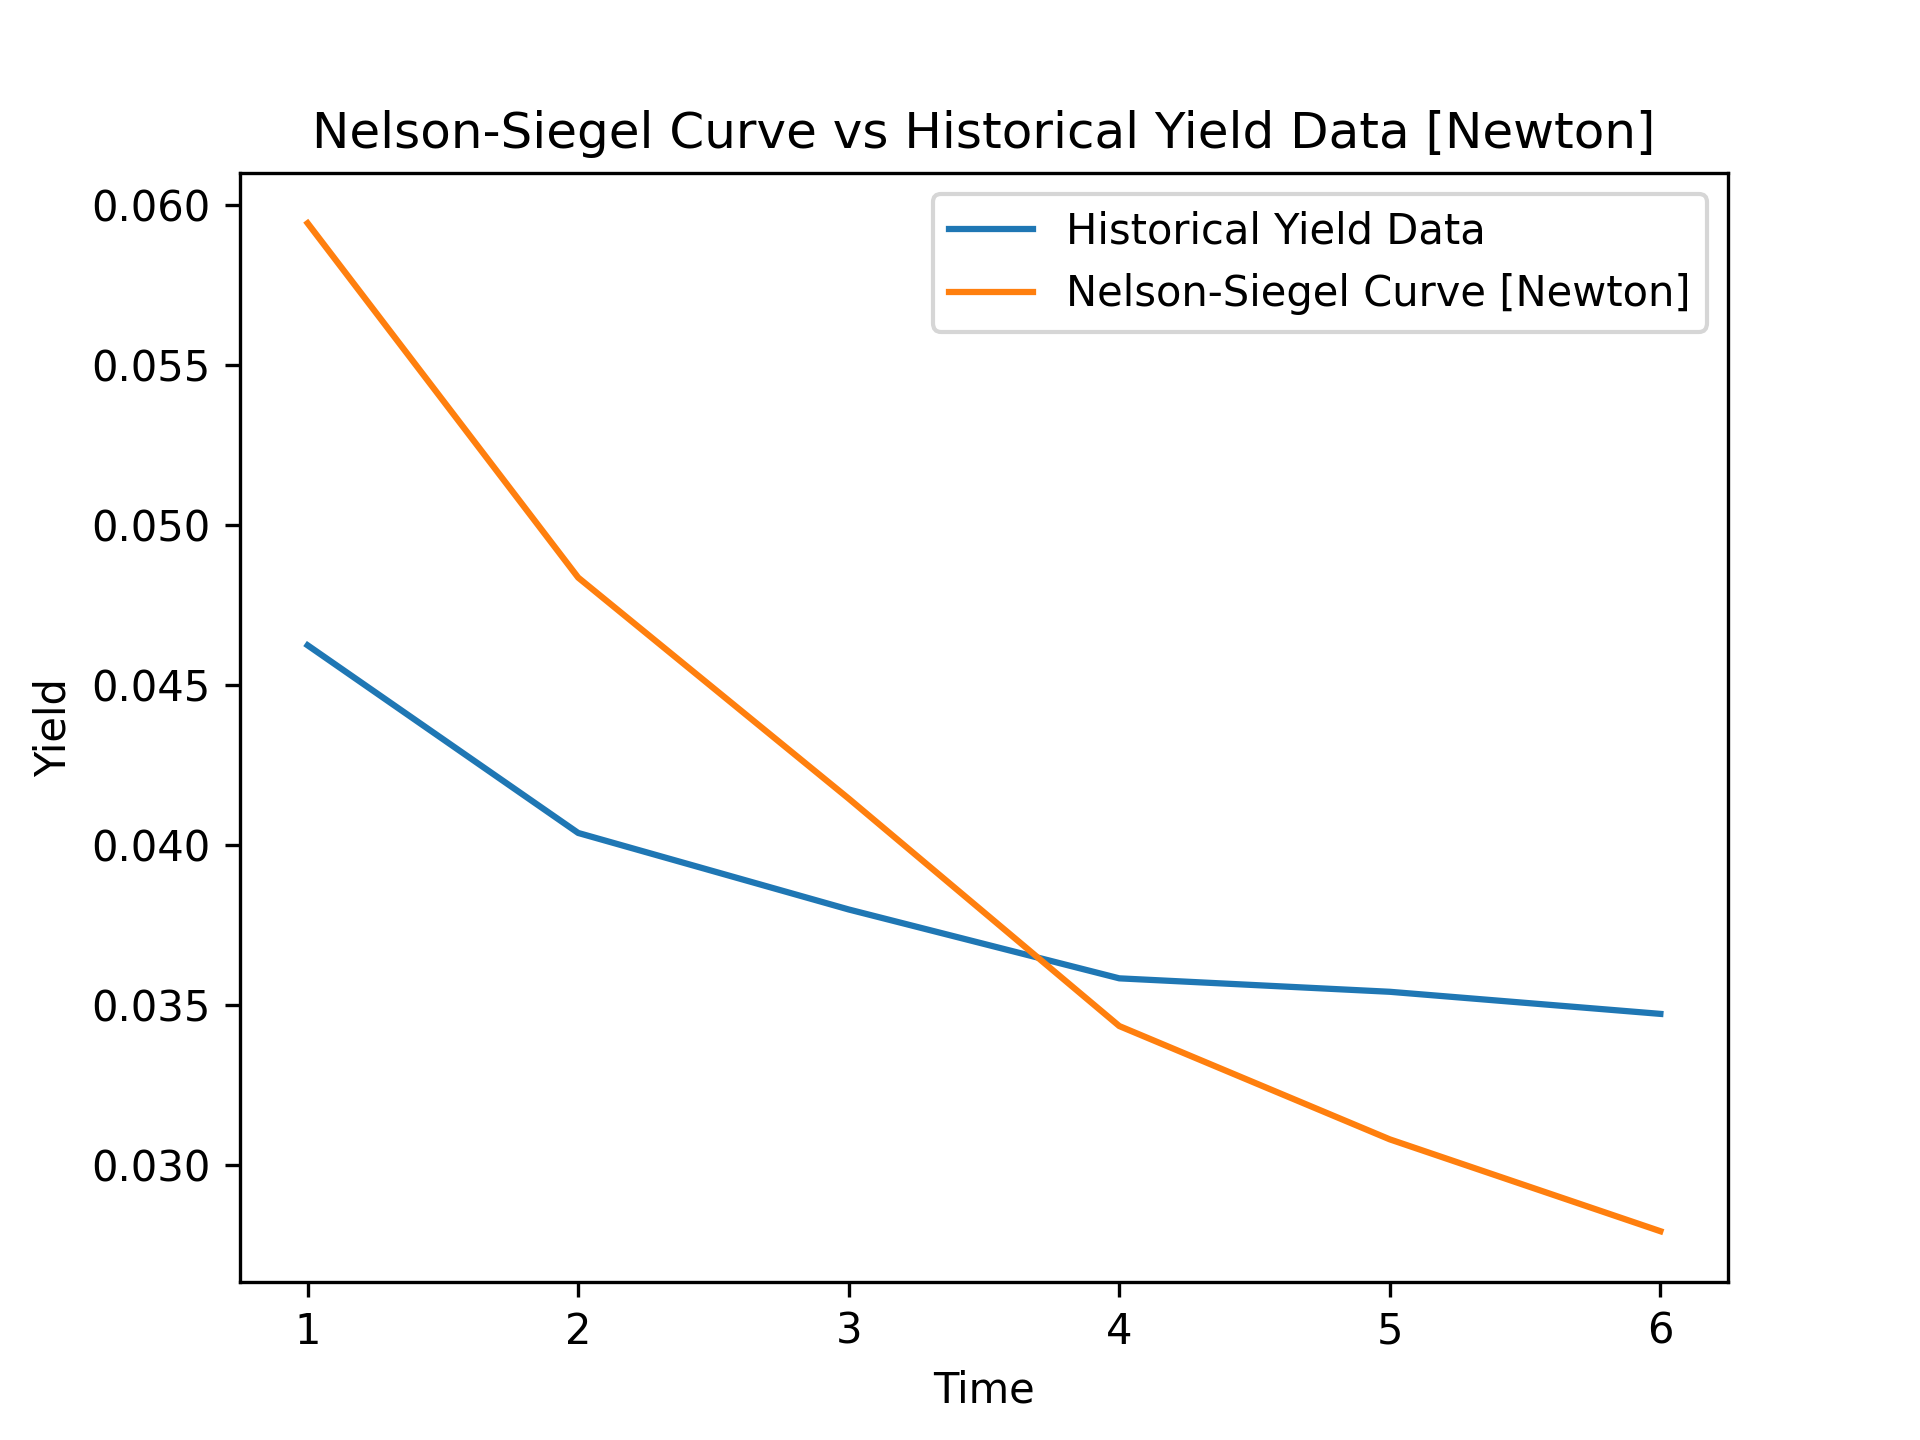 Nelson-Siegel Curve vs Historical Yield Data [Newton]
Historical Yield Data
Nelson-Siegel Curve [Newton]
Yield
0.060
0.055
0.050
0.045
0.040
0.035
0.030
1 2 3 4 5 6
Time